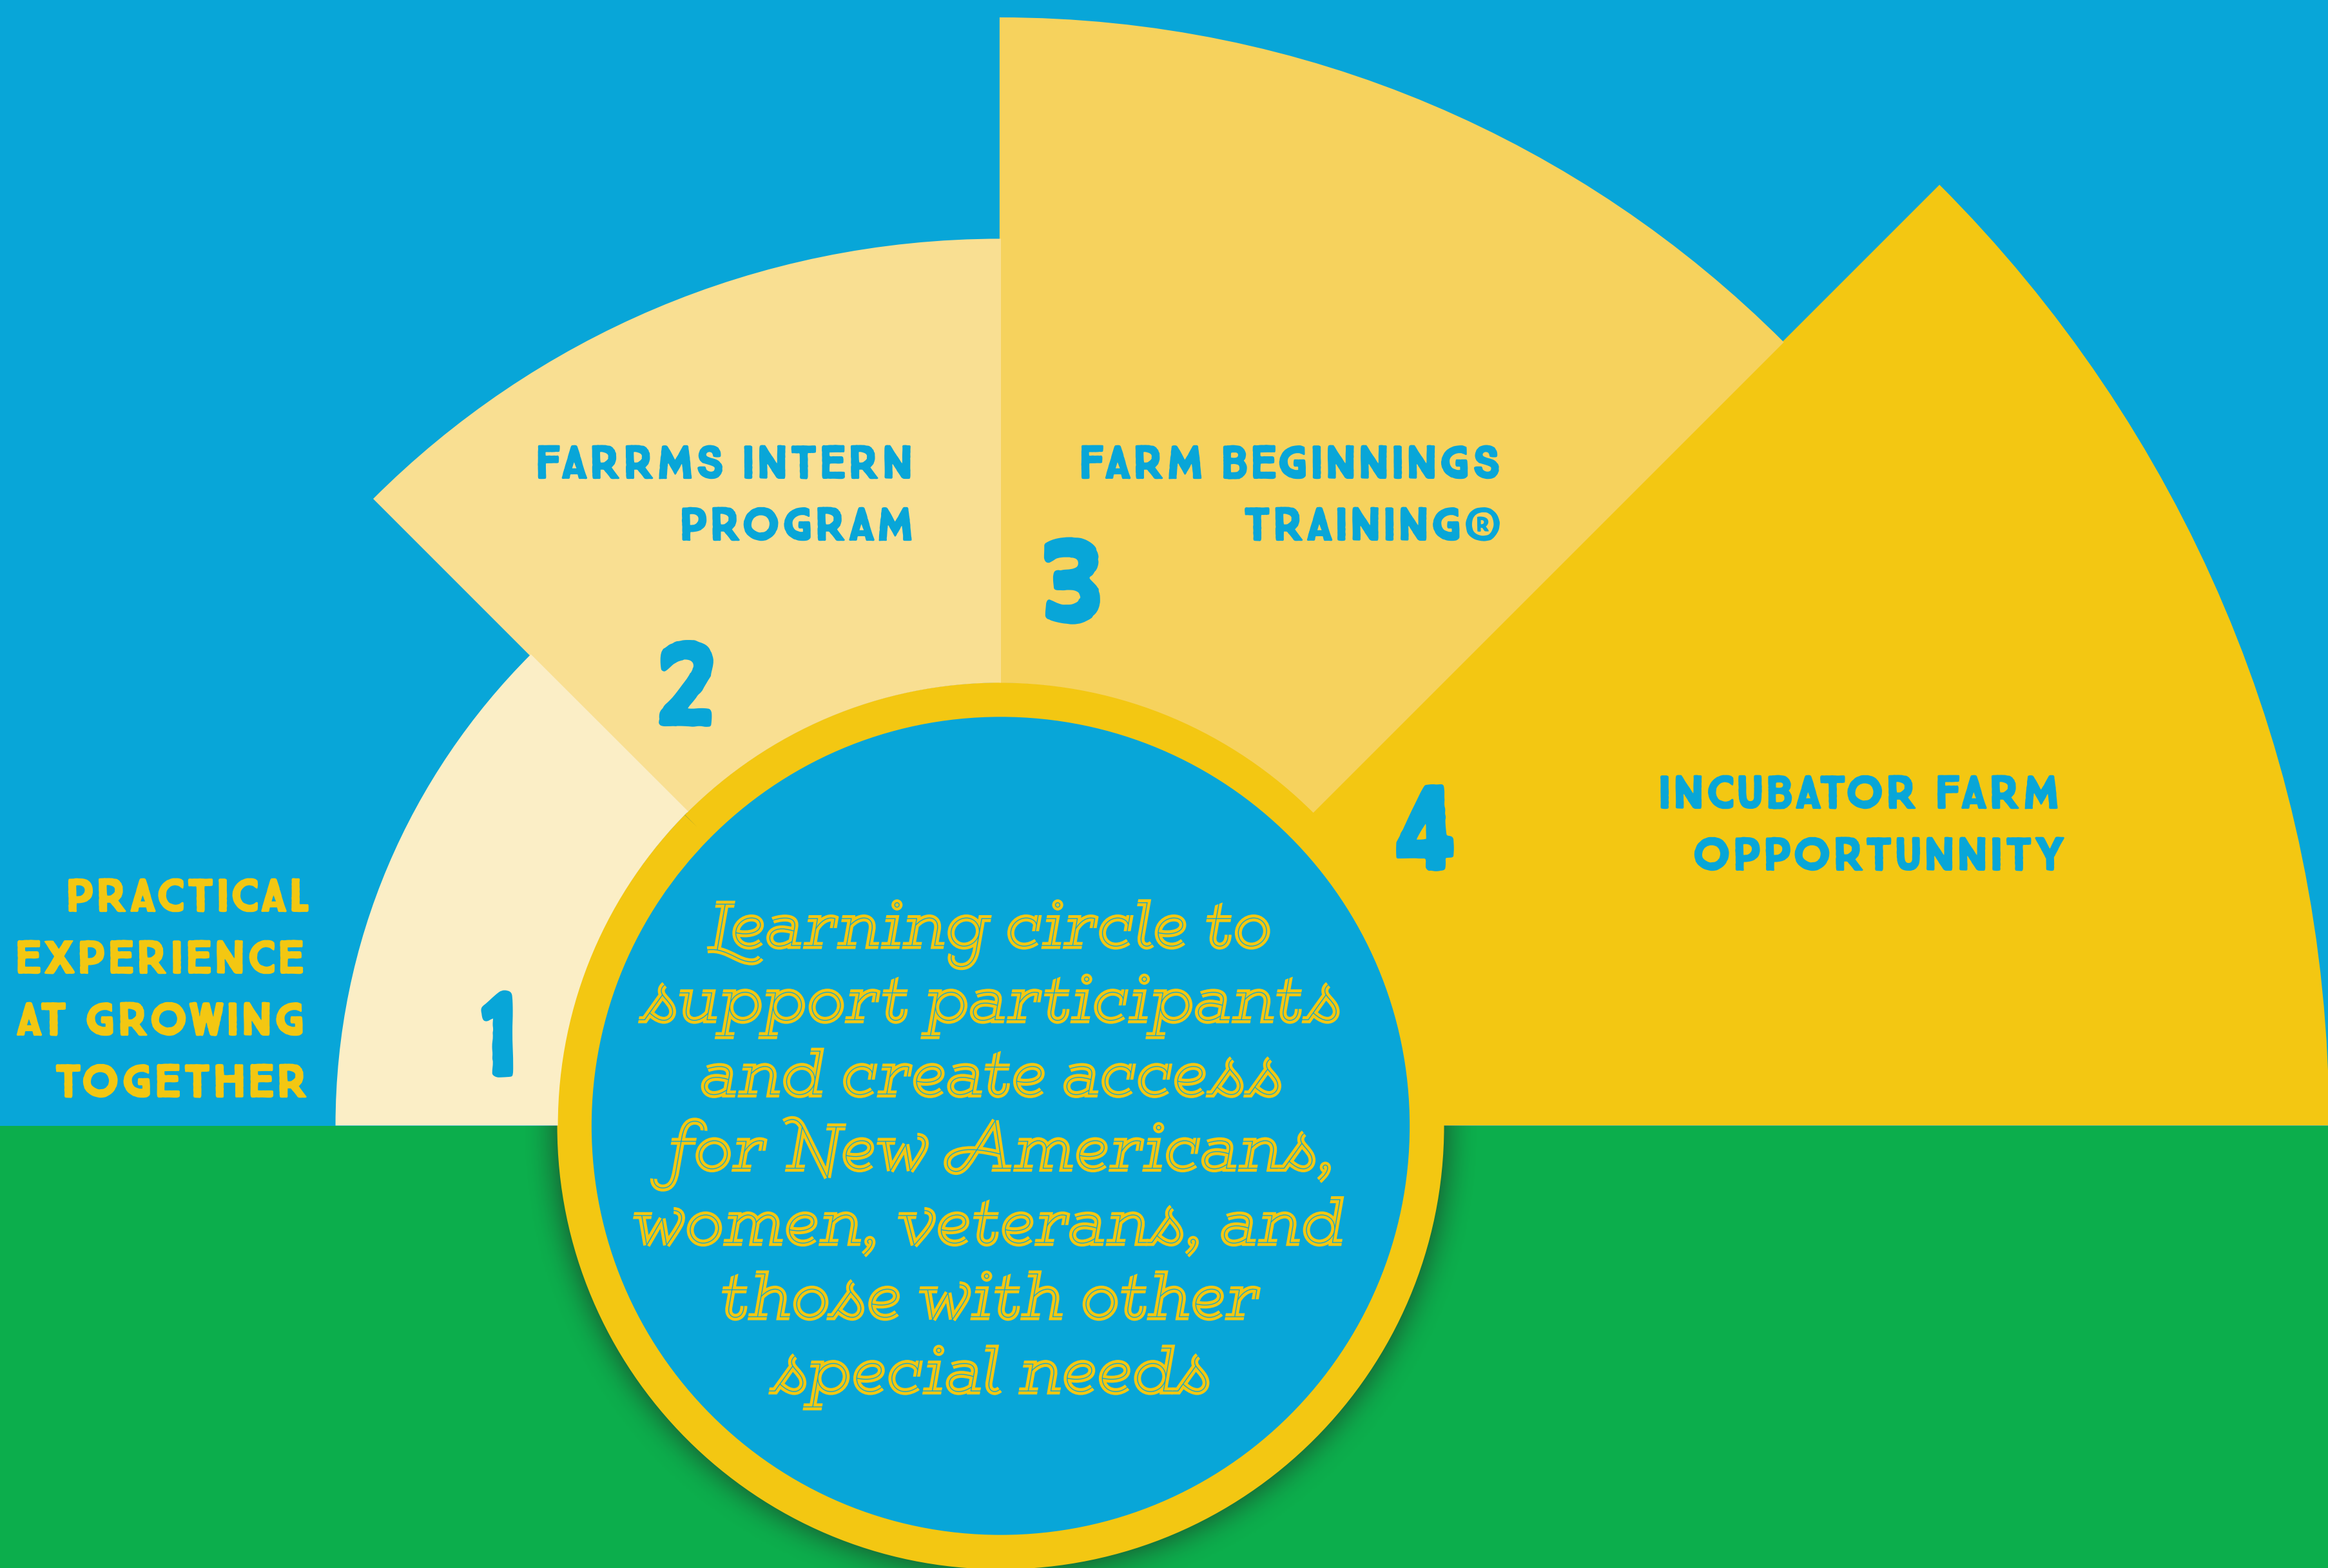 PRACTICAL
EXPERIENCE
AT GROWING
TOGETHER
1
FARRMS INTERN
PROGRAM
2
FARM BEGINNINGS
TRAINING®
3
INCUBATOR FARM
OPPORTUNNITY
4
Learning circle to
support participants
and create access
for New Americans,
women, veterans, and
those with other
special needs